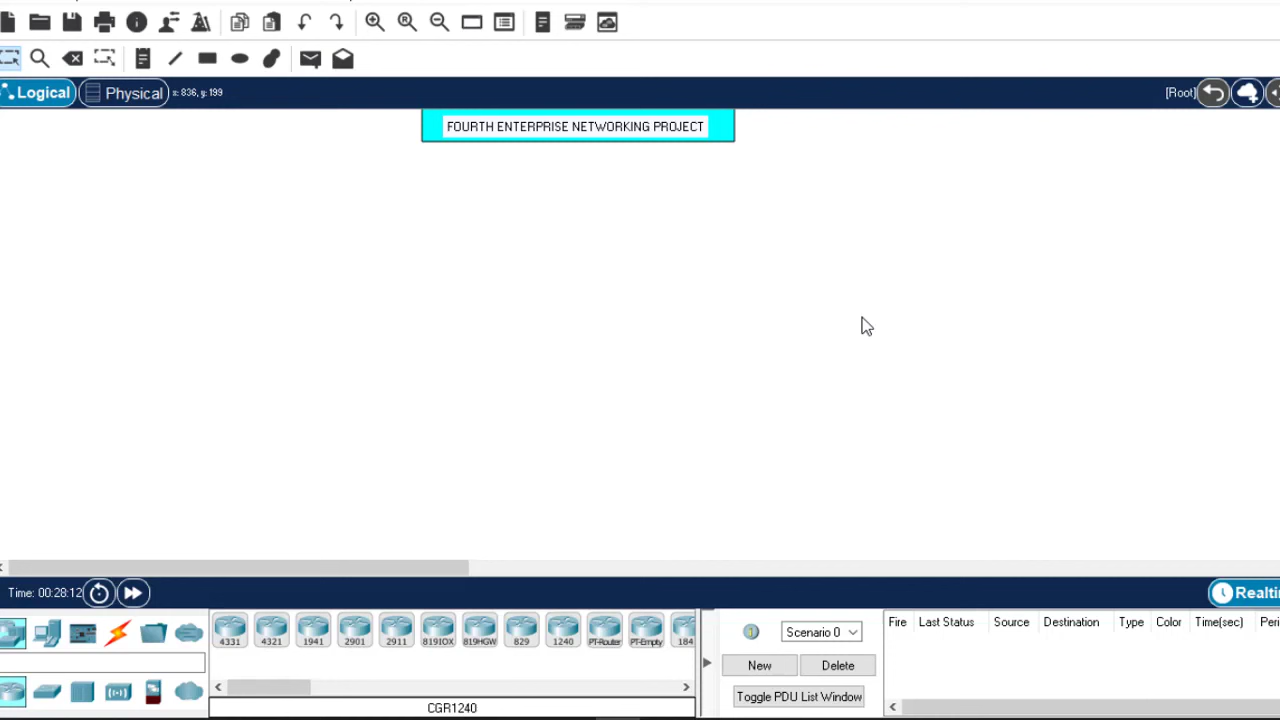 Logical
Physical
x: 836, y: 199
[Root]
FOURTH ENTERPRISE NETWORKING PROJECT
Time: 00:28:12
Realti
4331
4321
1941
2901
2911
819IOX
819HGW
829
1240
PT-Router
PT-Empty
184
CGR1240
Scenario 0
New
Delete
Toggle PDU List Window
Fire
Last Status
Source
Destination
Type
Color
Time(sec)
Peri